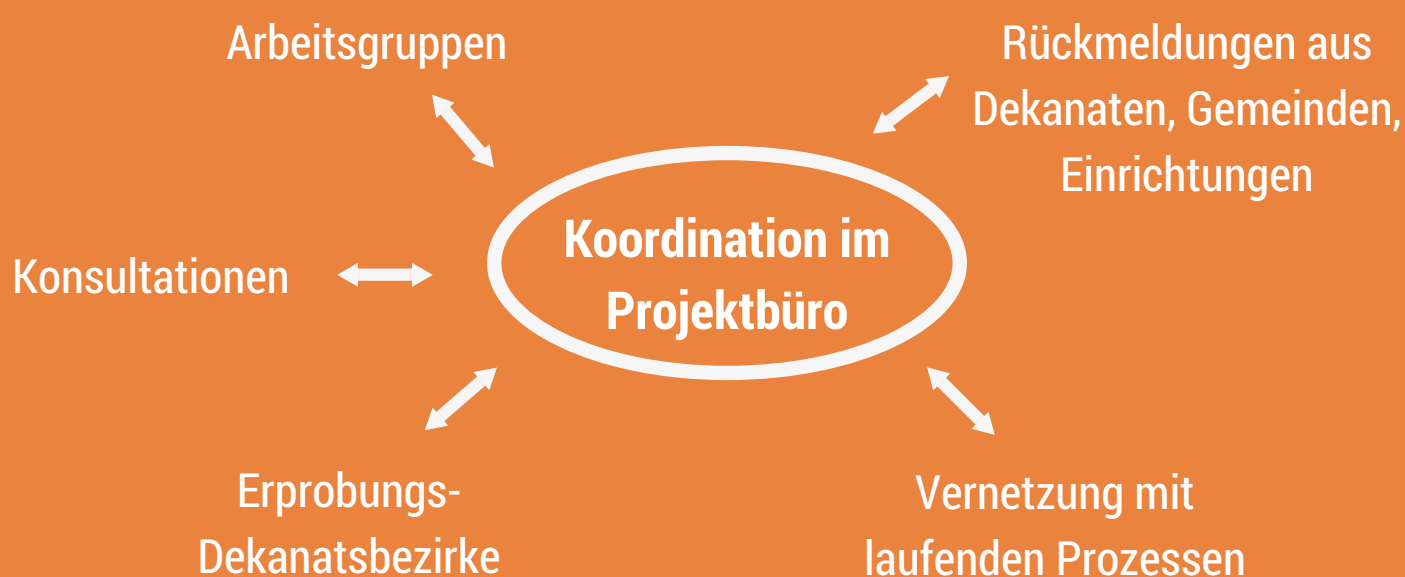 Arbeitsgruppen
Rückmeldungen aus
Dekanaten, Gemeinden,
Einrichtungen
Koordination im
Projektbüro
Konsultationen
Erprobungs-
Dekanatsbezirke
Vernetzung mit
laufenden Prozessen